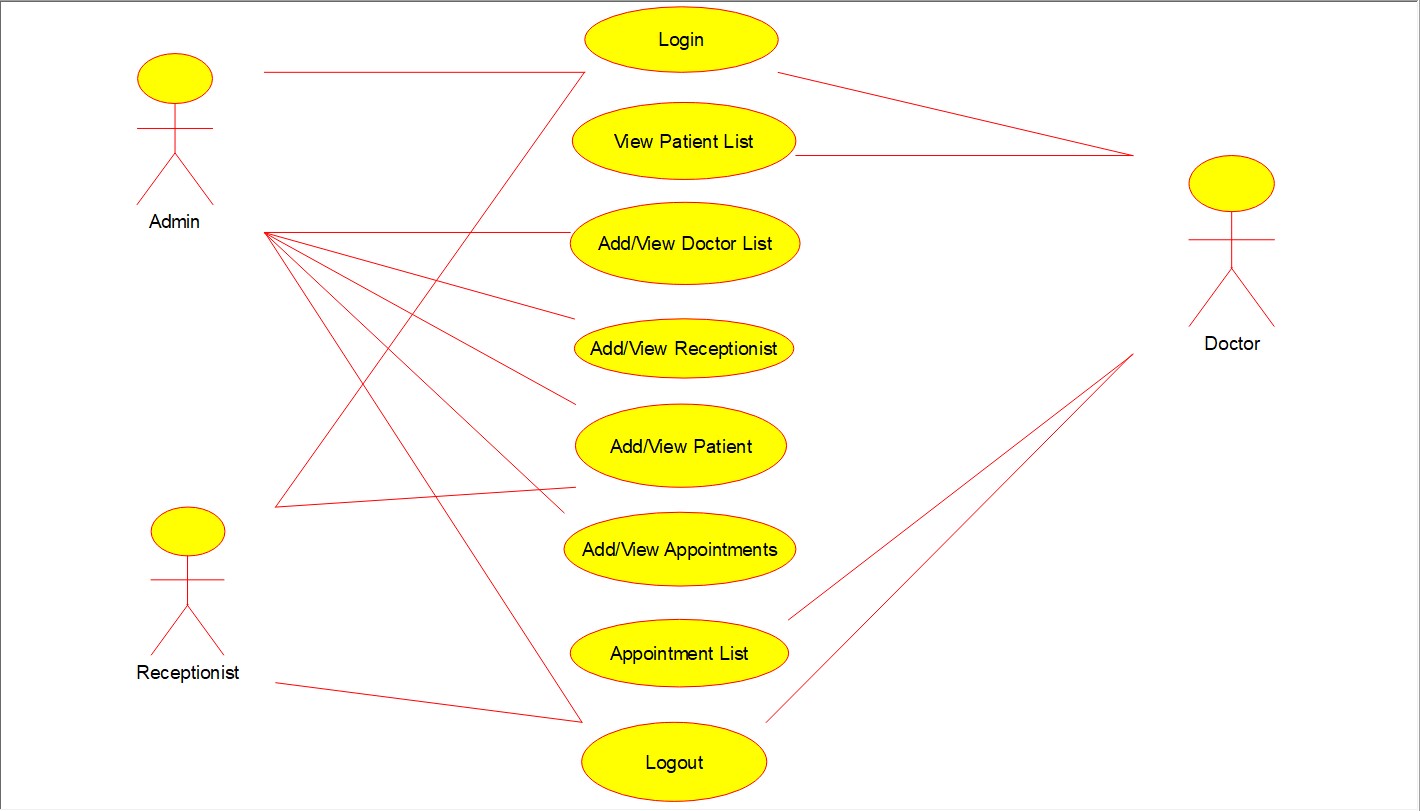 Login
View Patient List
Admin
Add/View Doctor List
Doctor
Add/View Receptionist
Add/View Patient
Add/View Appointments
Appointment List
Receptionist
Logout